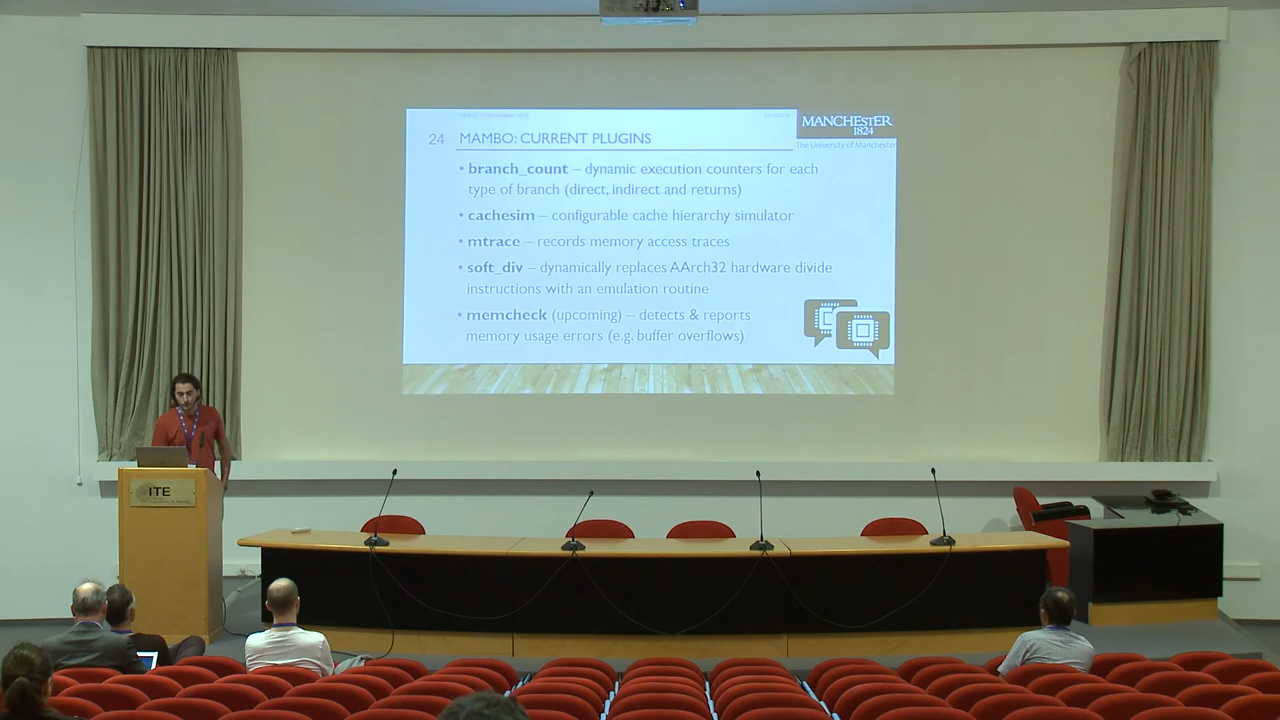 24 MAMBO: CURRENT PLUGINS
MANCHESTER
1824
The University of Manchester
• branch_count – dynamic execution counters for each
type of branch (direct, indirect and returns)
• cachesim – configurable cache hierarchy simulator
• mtrace – records memory access traces
• soft_div – dynamically replaces AArch32 hardware divide
instructions with an emulation routine
• memcheck (upcoming) – detects & reports
memory usage errors (e.g. buffer overflows)
ITE